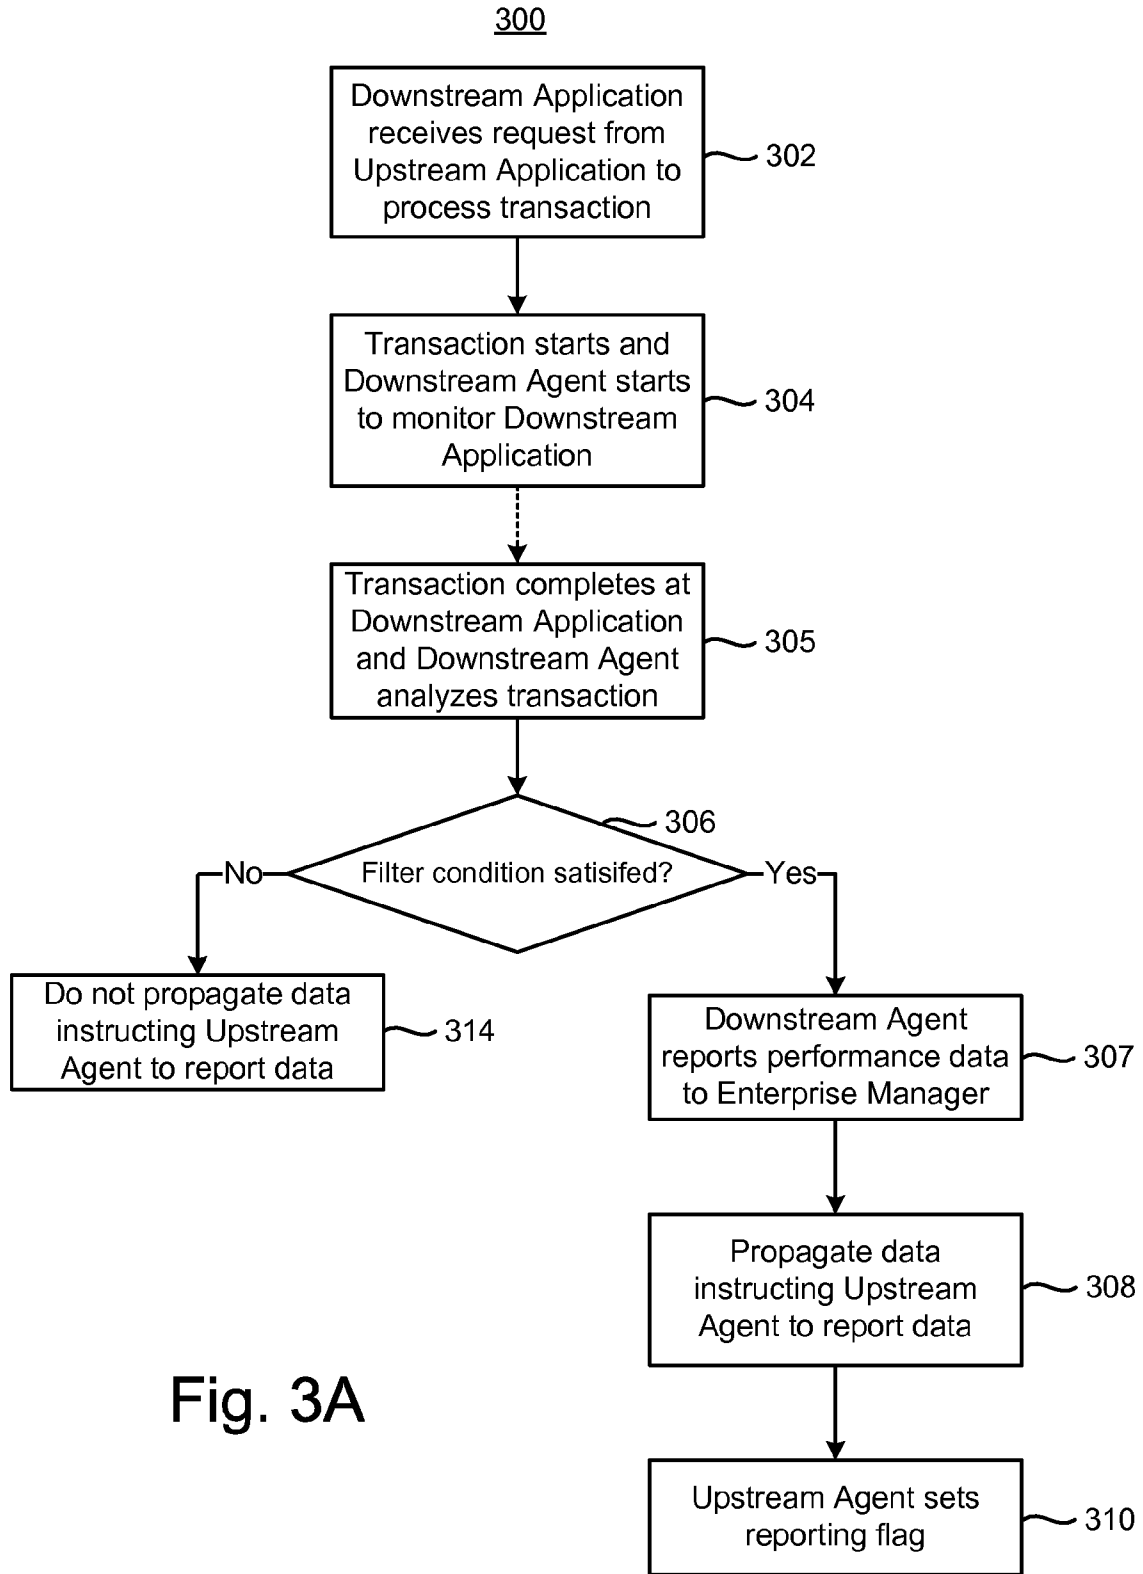 300
Downstream Application
receives request from
Upstream Application to
process transaction
302
Transaction starts and
Downstream Agent starts
to monitor Downstream
Application
304
Transaction completes at
Downstream Application
and Downstream Agent
analyzes transaction
305
306
Filter condition satisifed?
No
Yes
Do not propagate data
instructing Upstream
Agent to report data
314
Downstream Agent
reports performance data
to Enterprise Manager
307
Propagate data
instructing Upstream
Agent to report data
308
Fig. 3A
Upstream Agent sets
reporting flag
310